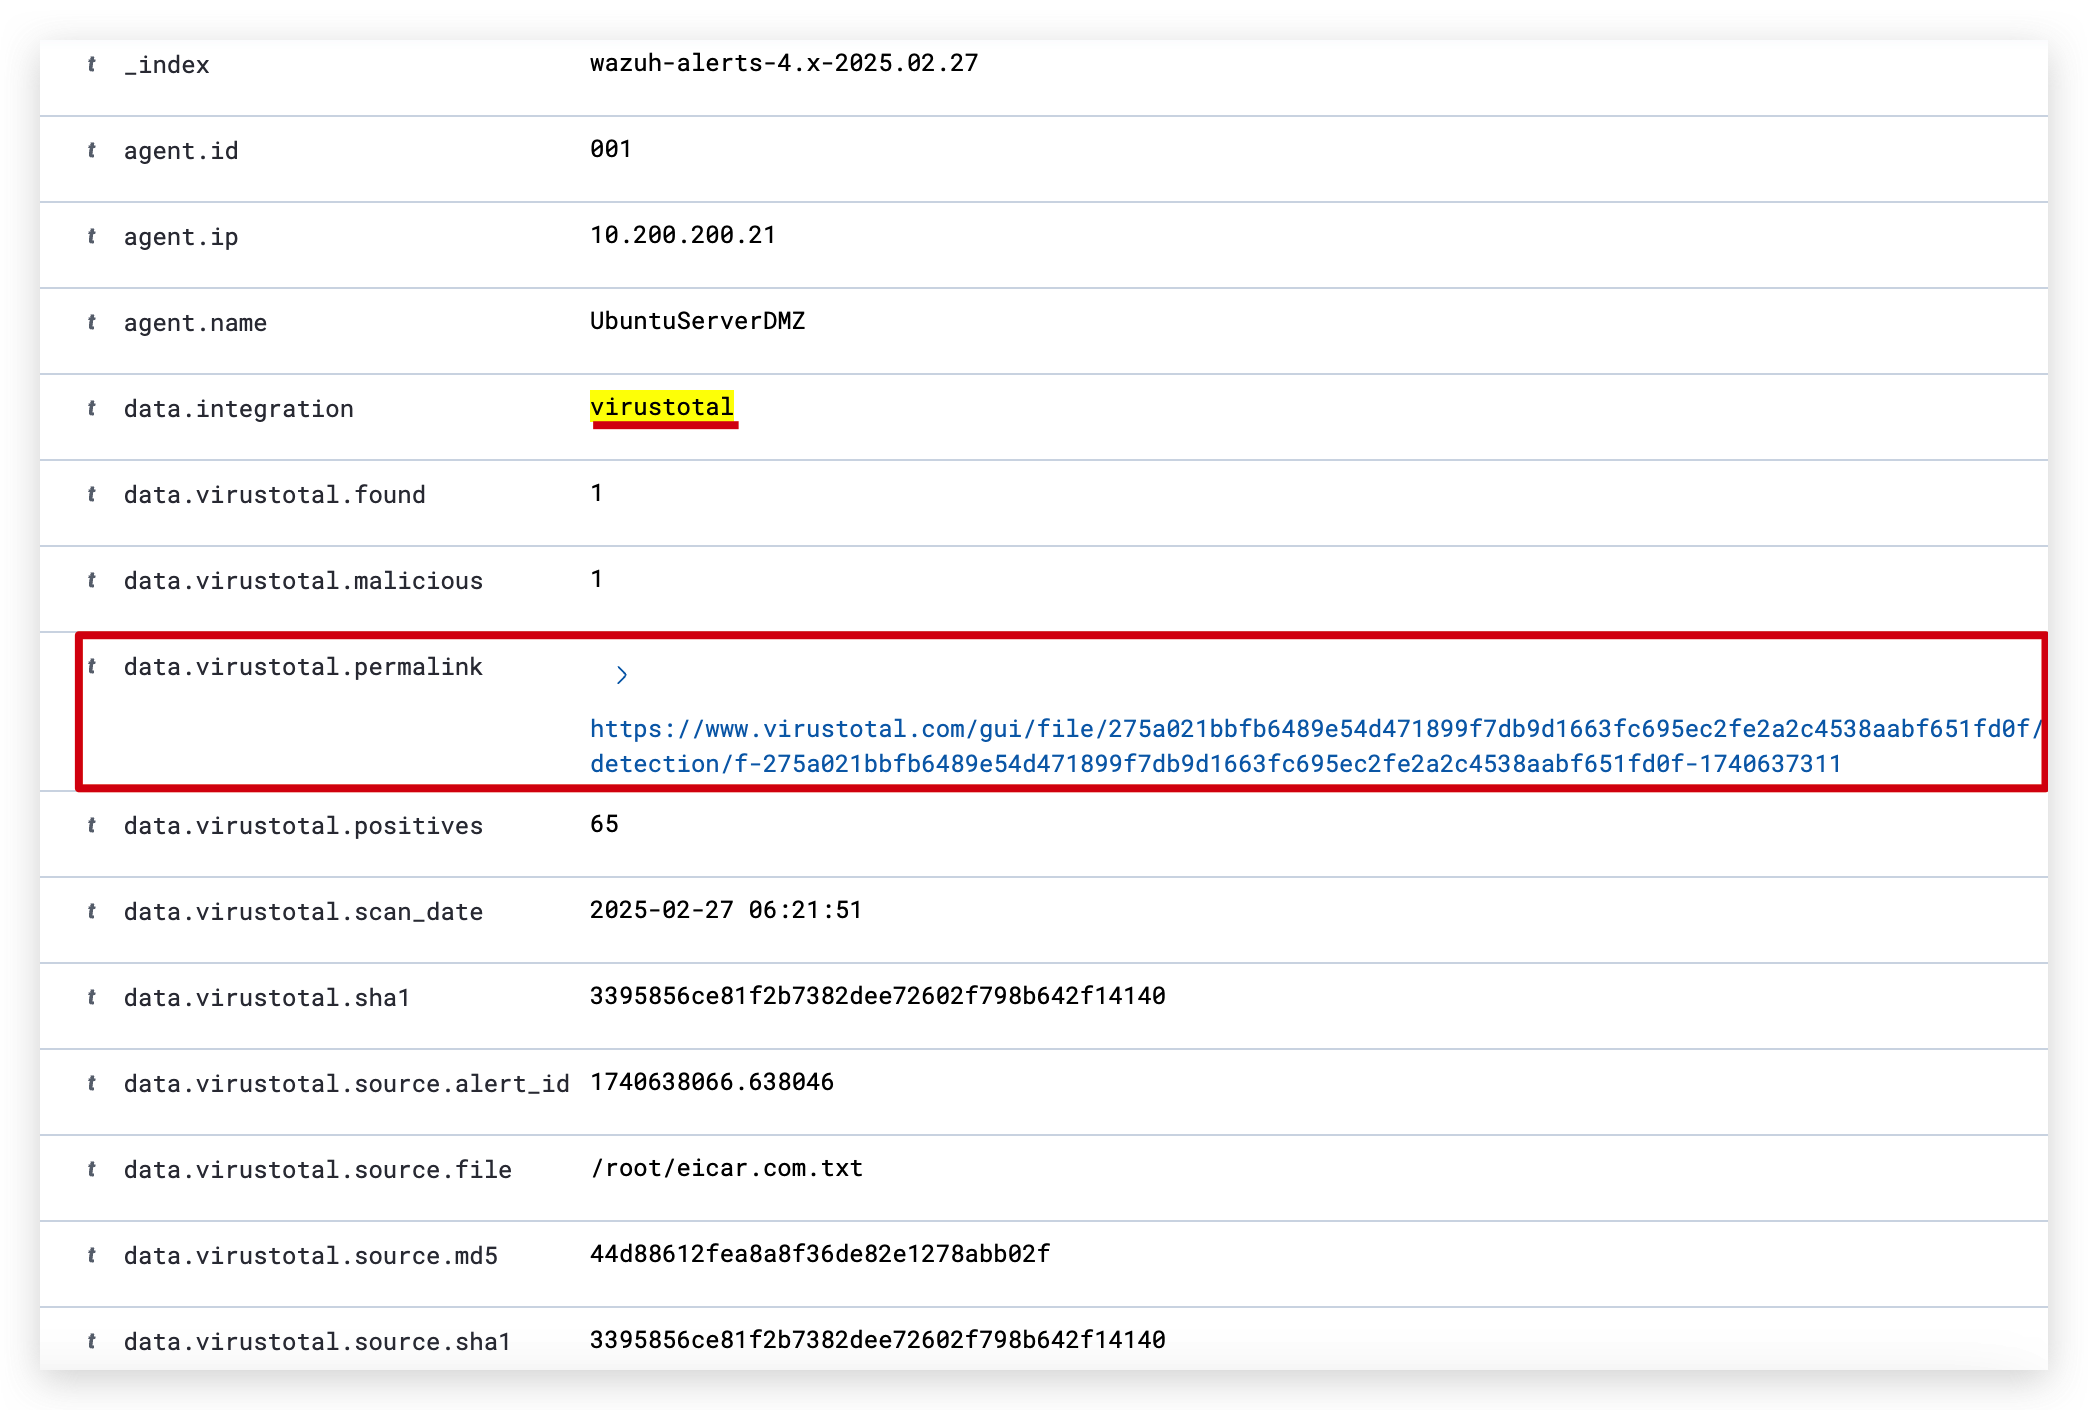 t _index wazuh-alerts-4.x-2025.02.27
t agent.id 001
t agent.ip 10.200.200.21
t agent.name UbuntuServerDMZ
t data.integration virustotal
t data.virustotal.found 1
t data.virustotal.malicious 1
t data.virustotal.permalink
https://www.virustotal.com/gui/file/275a021bbfb6489e54d471899f7db9d1663fc695ec2fe2a2c4538aabf651fd0f/
detection/f-275a021bbfb6489e54d471899f7db9d1663fc695ec2fe2a2c4538aabf651fd0f-1740637311
t data.virustotal.positives 65
t data.virustotal.scan_date 2025-02-27 06:21:51
t data.virustotal.sha1 3395856ce81f2b7382dee72602f798b642f14140
t data.virustotal.source.alert_id 1740638066.638046
t data.virustotal.source.file /root/eicar.com.txt
t data.virustotal.source.md5 44d88612fea8a8f36de82e1278abb02f
t data.virustotal.source.sha1 3395856ce81f2b7382dee72602f798b642f14140